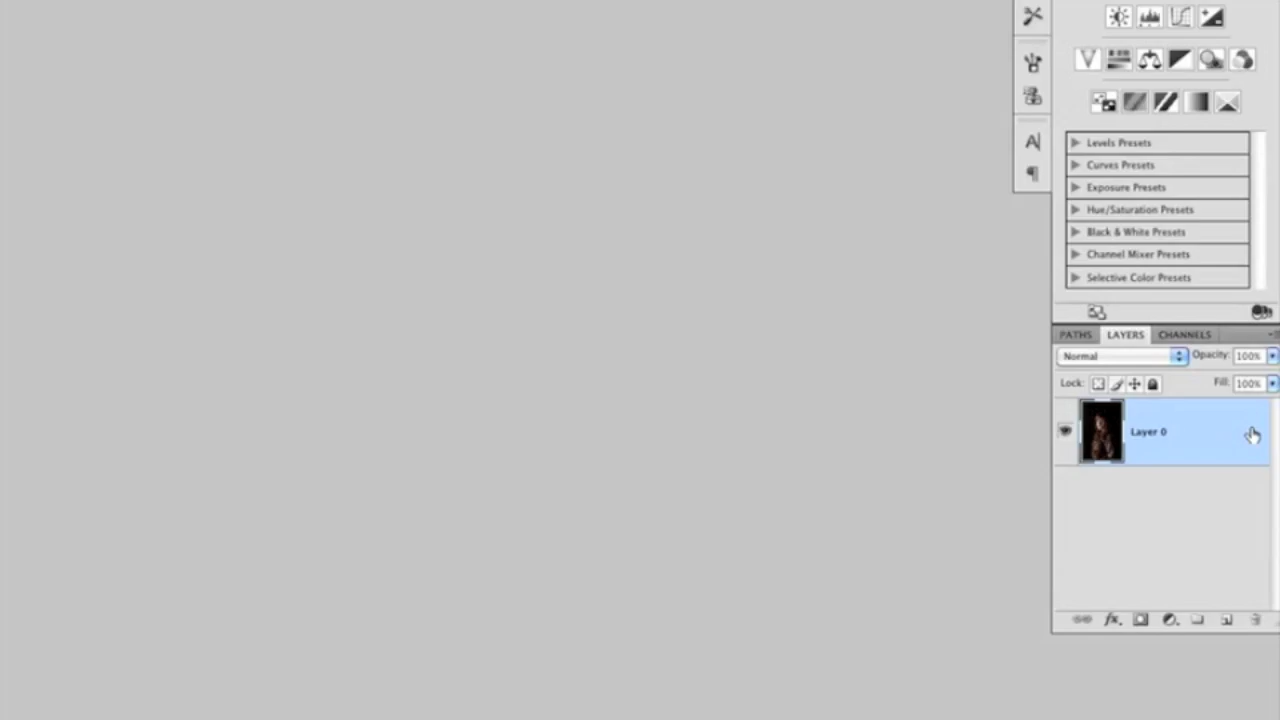 A
Levels Presets
Curves Presets
Exposure Presets
Hue/Saturation Presets
Black & White Presets
Channel Mixer Presets
Selective Color Presets
PATHS LAYERS CHANNELS
Normal Opacity: 100%
Lock: Fill: 100%
Layer 0
fx.